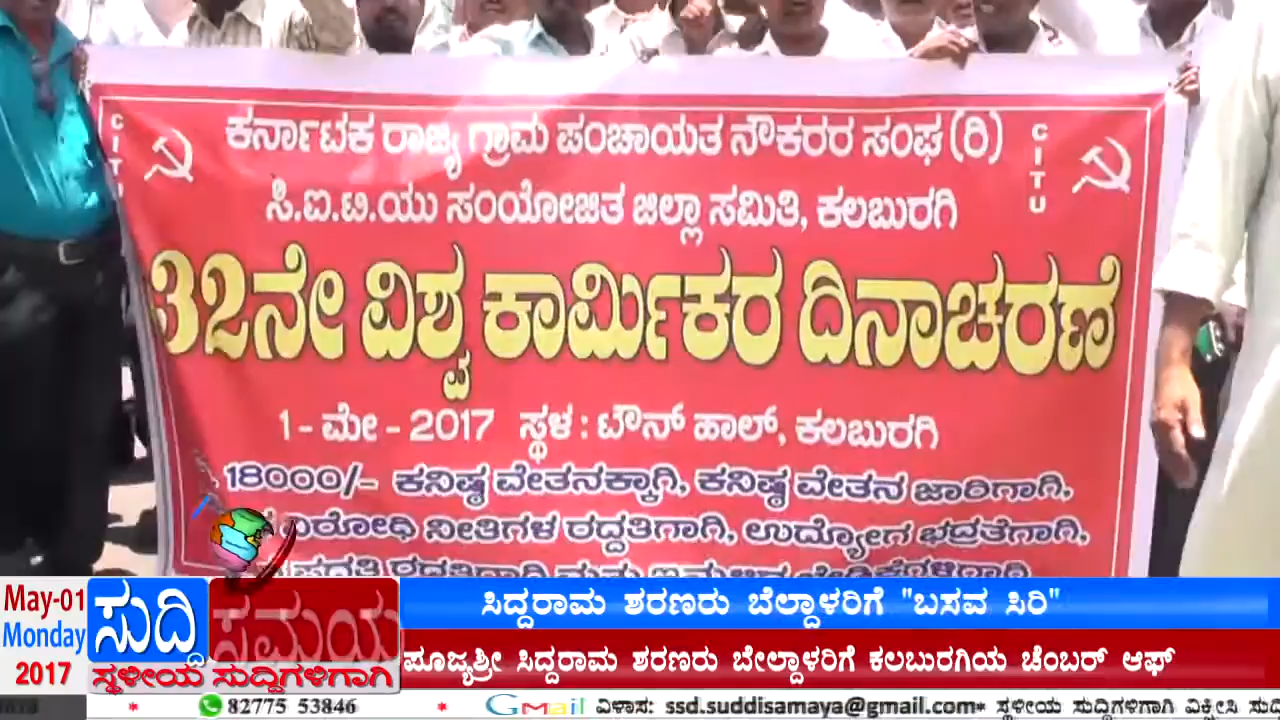 ಕರ್ನಾಟಕ ರಾಜ್ಯ ಗ್ರಾಮ ಪಂಚಾಯತ ನೌಕರರ ಸಂಘ (ರಿ)
CITU
ಸಿ.ಐ.ಟಿ.ಯು ಸಂಯೋಜಿತ ಜಿಲ್ಲಾ ಸಮಿತಿ, ಕಲಬುರಗಿ
32ನೇ ವಿಶ್ವ ಕಾರ್ಮಿಕರ ದಿನಾಚರಣೆ
1 - ಮೇ - 2017 ಸ್ಥಳ : ಟೌನ್ ಹಾಲ್, ಕಲಬುರಗಿ
18000/- ಕನಿಷ್ಠ ವೇತನಕ್ಕಾಗಿ, ಕನಿಷ್ಠ ವೇತನ ಜಾರಿಗಾಗಿ,
ನೀತಿಗಳ ರದ್ದತಿಗಾಗಿ, ಉದ್ಯೋಗ ಭದ್ರತೆಗಾಗಿ,
May-01
Monday
2017
ಸುದ್ದಿ ಸಮಯ
ಸ್ಥಳೀಯ ಸುದ್ದಿಗಳಿಗಾಗಿ
ಸಿದ್ದರಾಮ ಶರಣರು ಬೆಲ್ದಾಳರಿಗೆ "ಬಸವ ಸಿರಿ"
ಪೂಜ್ಯಶ್ರೀ ಸಿದ್ದರಾಮ ಶರಣರು ಬೇಲ್ದಾಳರಿಗೆ ಕಲಬುರಗಿಯ ಚೆಂಬರ್ ಆಫ್
* 82775 53846 * Gmail ವಿಳಾಸ: ssd.suddisamaya@gmail.com* ಸ್ಥಳೀಯ ಸುದ್ದಿಗಳಿಗಾಗಿ ವಿಕ್ಷೀಸಿ